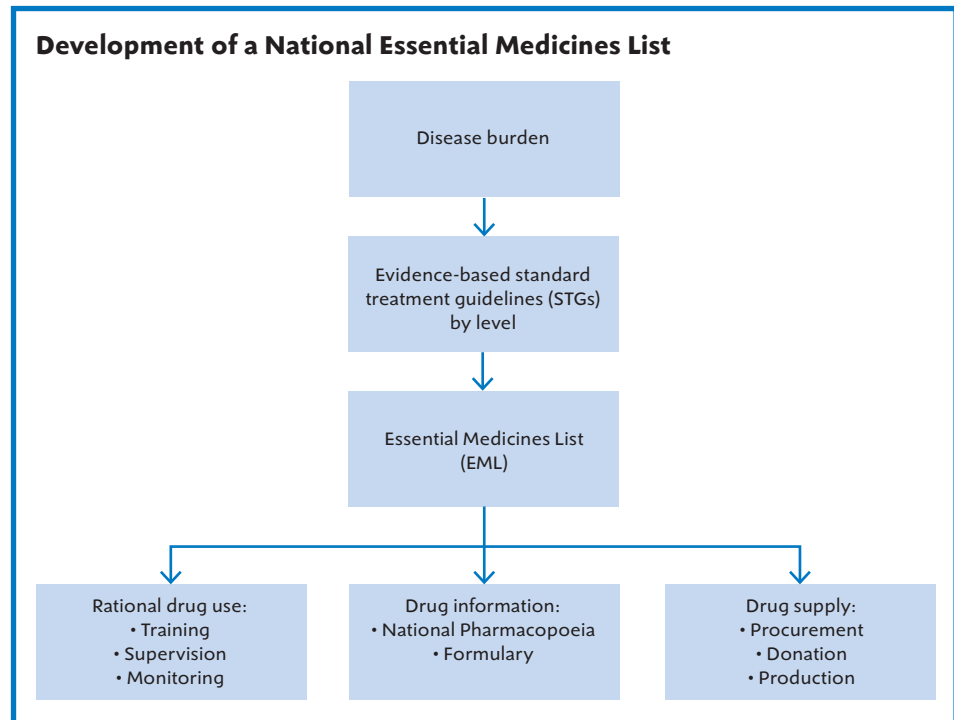 Development of a National Essential Medicines List
Disease burden
Evidence-based standard
treatment guidelines (STGs)
by level
Essential Medicines List
(EML)
Rational drug use:
• Training
• Supervision
• Monitoring
Drug information:
• National Pharmacopoeia
• Formulary
Drug supply:
• Procurement
• Donation
• Production